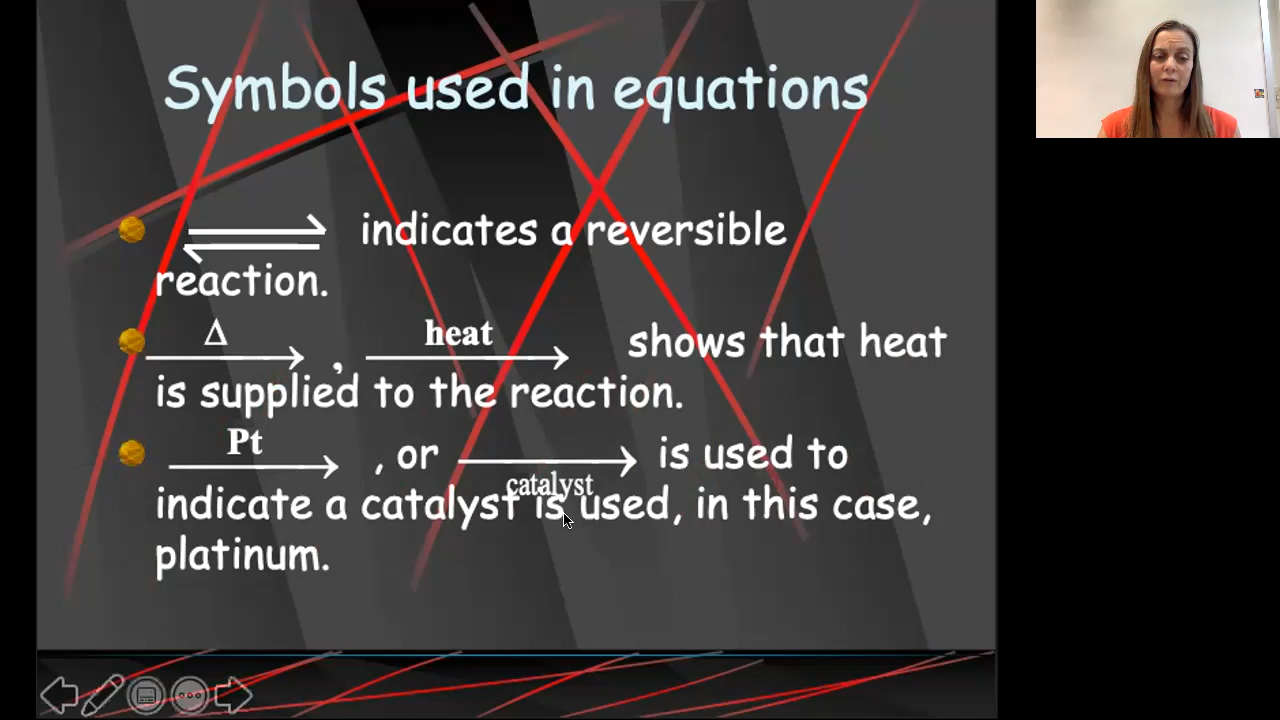 Symbols used in equations
⇌ indicates a reversible
reaction.
Δ heat
→ , → shows that heat
is supplied to the reaction.
Pt
→ , or → is used to
catalyst
indicate a catalyst is used, in this case,
platinum.